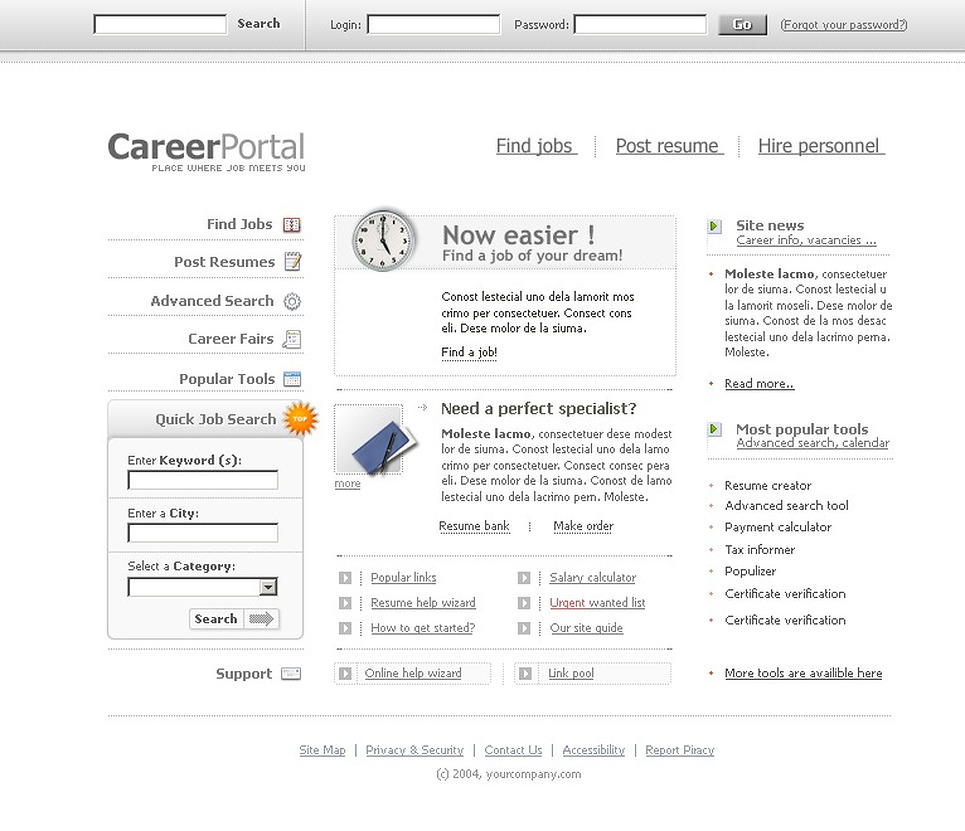 Search
Login:
Password:
Go
(Forgot your password?)
CareerPortal
PLACE WHERE JOB MEETS YOU
Find jobs
Post resume
Hire personnel
Find Jobs
Post Resumes
Advanced Search
Career Fairs
Popular Tools
Quick Job Search
TOP
Enter Keyword (s):
Enter a City:
Select a Category:
Search
Support
Now easier !
Find a job of your dream!
Conost lestecial uno dela lamorit mos
crimo per consectetuer. Consect cons
eli. Dese molor de la siuma.
Find a job!
more
Need a perfect specialist?
Moleste lacmo, consectetuer dese modest
lor de siuma. Conost lestecial uno dela lamo
crimo per consectetuer. Consect consec pera
eli. Dese molor de la siuma. Conost de lamo
lestecial uno dela lacrimo pern. Moleste.
Resume bank
Make order
Popular links
Salary calculator
Resume help wizard
Urgent wanted list
How to get started?
Our site guide
Online help wizard
Link pool
Site news
Career info, vacancies ...
Moleste lacmo, consectetuer
lor de siuma. Conost lestecial u
la lamorit moseli. Dese molor de
siuma. Conost de la mos desac
lestecial uno dela lacrimo perna.
Moleste.
Read more..
Most popular tools
Advanced search, calendar
Resume creator
Advanced search tool
Payment calculator
Tax informer
Populizer
Certificate verification
Certificate verification
More tools are availible here
Site Map | Privacy & Security | Contact Us | Accessibility | Report Piracy
(c) 2004, yourcompany.com